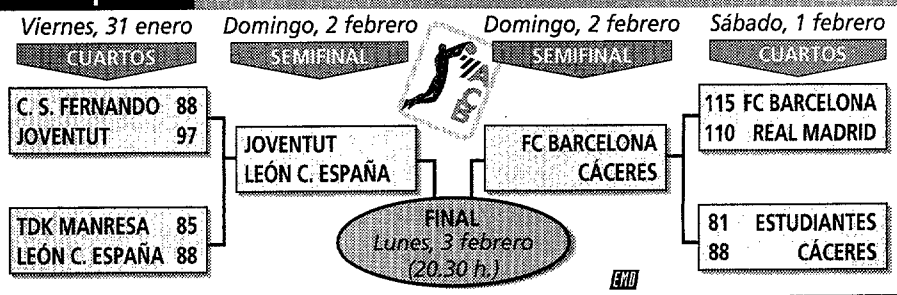 Viernes, 31 enero
CUARTOS
C. S. FERNANDO 88
JOVENTUT 97
TDK MANRESA 85
LEÓN C. ESPAÑA 88
Domingo, 2 febrero
SEMIFINAL
JOVENTUT
LEÓN C. ESPAÑA
ACB
FINAL
Lunes, 3 febrero
(20.30 h.)
Domingo, 2 febrero
SEMIFINAL
FC BARCELONA
CÁCERES
Sábado, 1 febrero
CUARTOS
115 FC BARCELONA
110 REAL MADRID
81 ESTUDIANTES
88 CÁCERES
EMD